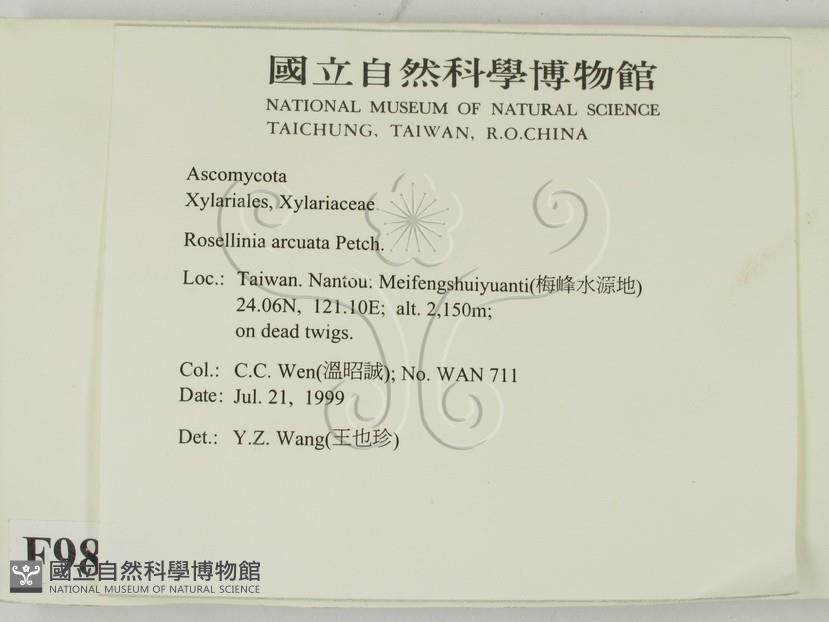 國立自然科學博物館
NATIONAL MUSEUM OF NATURAL SCIENCE
TAICHUNG, TAIWAN, R.O.CHINA
Ascomycota
Xylariales, Xylariaceae
Rosellinia arcuata Petch.
Loc.: Taiwan. Nantou: Meifengshuiyuanti(梅峰水源地)
24.06N, 121.10E; alt. 2,150m;
on dead twigs.
Col.: C.C. Wen(溫昭誠); No. WAN 711
Date: Jul. 21, 1999
Det.: Y.Z. Wang(王也珍)
F98
國立自然科學博物館
NATIONAL MUSEUM OF NATURAL SCIENCE